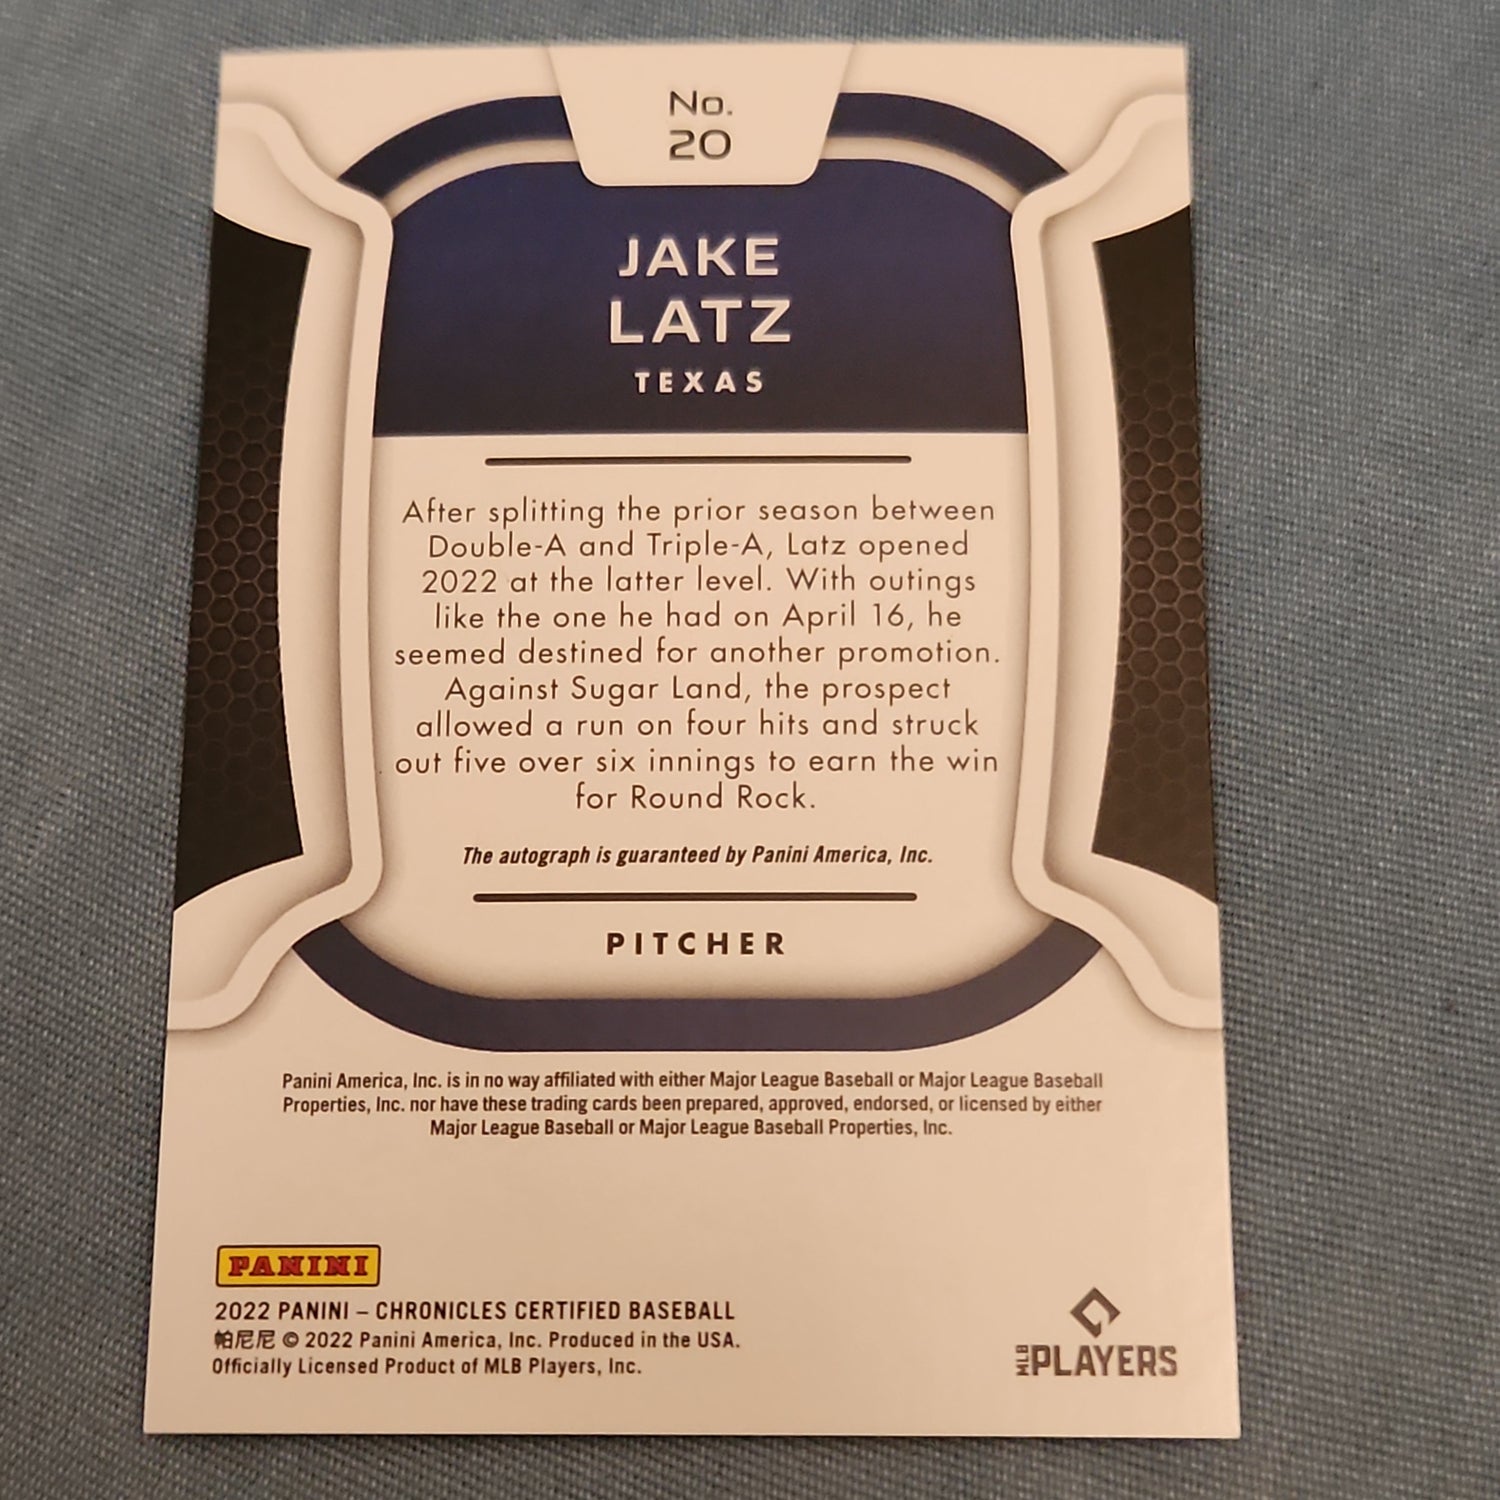 No.
20
JAKE
LATZ
TEXAS
After splitting the prior season between
Double-A and Triple-A, Latz opened
2022 at the latter level. With outings
like the one he had on April 16, he
seemed destined for another promotion.
Against Sugar Land, the prospect
allowed a run on four hits and struck
out five over six innings to earn the win
for Round Rock.
The autograph is guaranteed by Panini America, Inc.
PITCHER
Panini America, Inc. is in no way affiliated with either Major League Baseball or Major League Baseball
Properties, Inc. nor have these trading cards been prepared, approved, endorsed, or licensed by either
Major League Baseball or Major League Baseball Properties, Inc.
PANINI
2022 PANINI – CHRONICLES CERTIFIED BASEBALL
帕尼尼 © 2022 Panini America, Inc. Produced in the USA.
Officially Licensed Product of MLB Players, Inc.
MLB PLAYERS